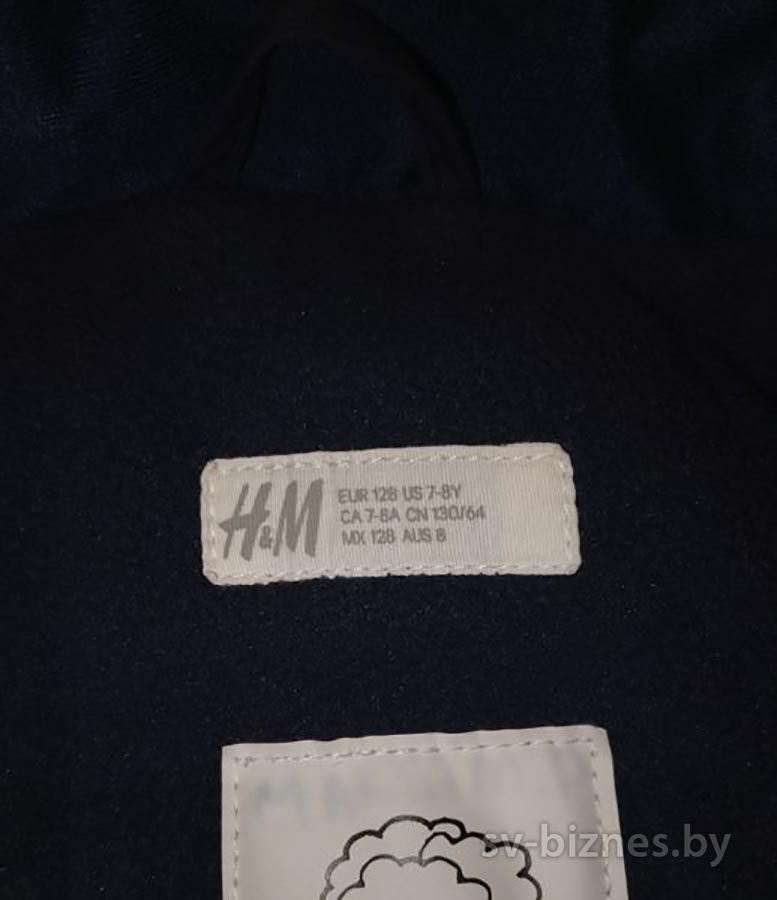 H&M
EUR 128 US 7-8Y
CA 7-8A CN 130/64
MX 128 AUS 8
sv-biznes.by